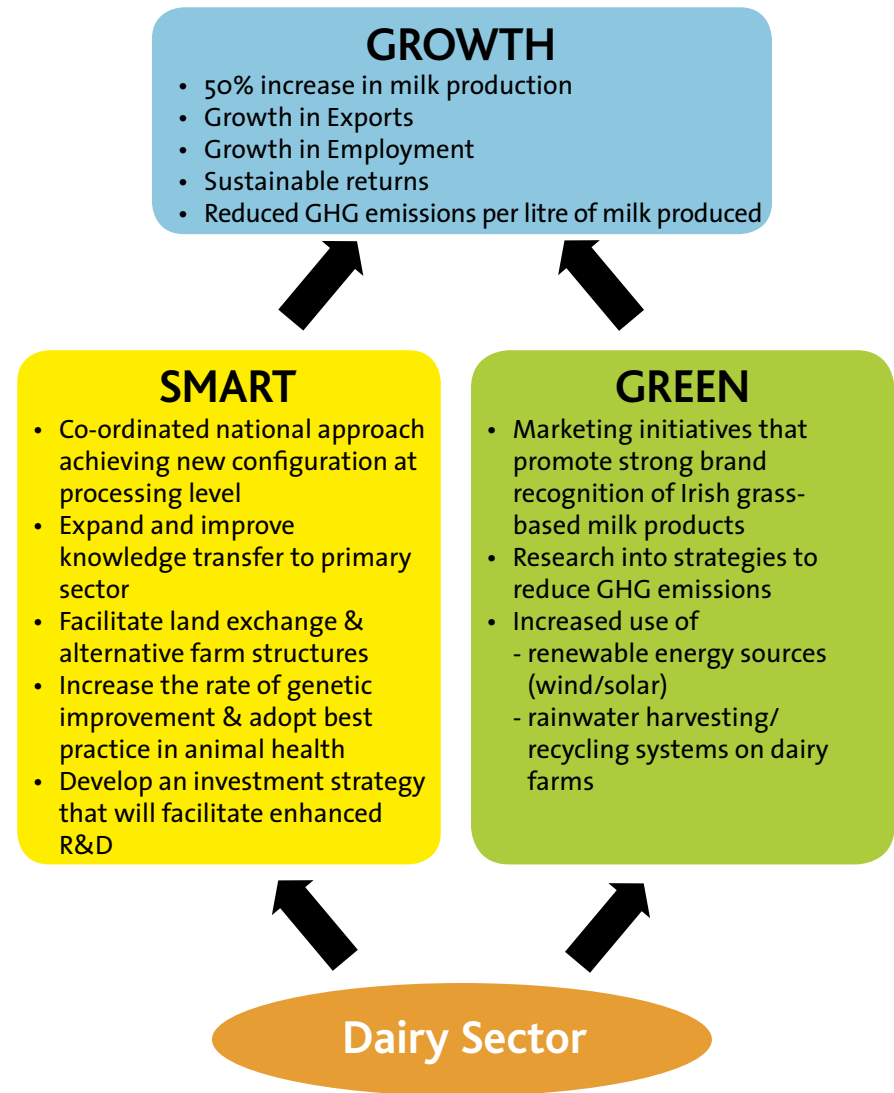 GROWTH
• 50% increase in milk production
• Growth in Exports
• Growth in Employment
• Sustainable returns
• Reduced GHG emissions per litre of milk produced
SMART
• Co-ordinated national approach
achieving new configuration at
processing level
• Expand and improve
knowledge transfer to primary
sector
• Facilitate land exchange &
alternative farm structures
• Increase the rate of genetic
improvement & adopt best
practice in animal health
• Develop an investment strategy
that will facilitate enhanced
R&D
GREEN
• Marketing initiatives that
promote strong brand
recognition of Irish grass-
based milk products
• Research into strategies to
reduce GHG emissions
• Increased use of
- renewable energy sources
(wind/solar)
- rainwater harvesting/
recycling systems on dairy
farms
Dairy Sector